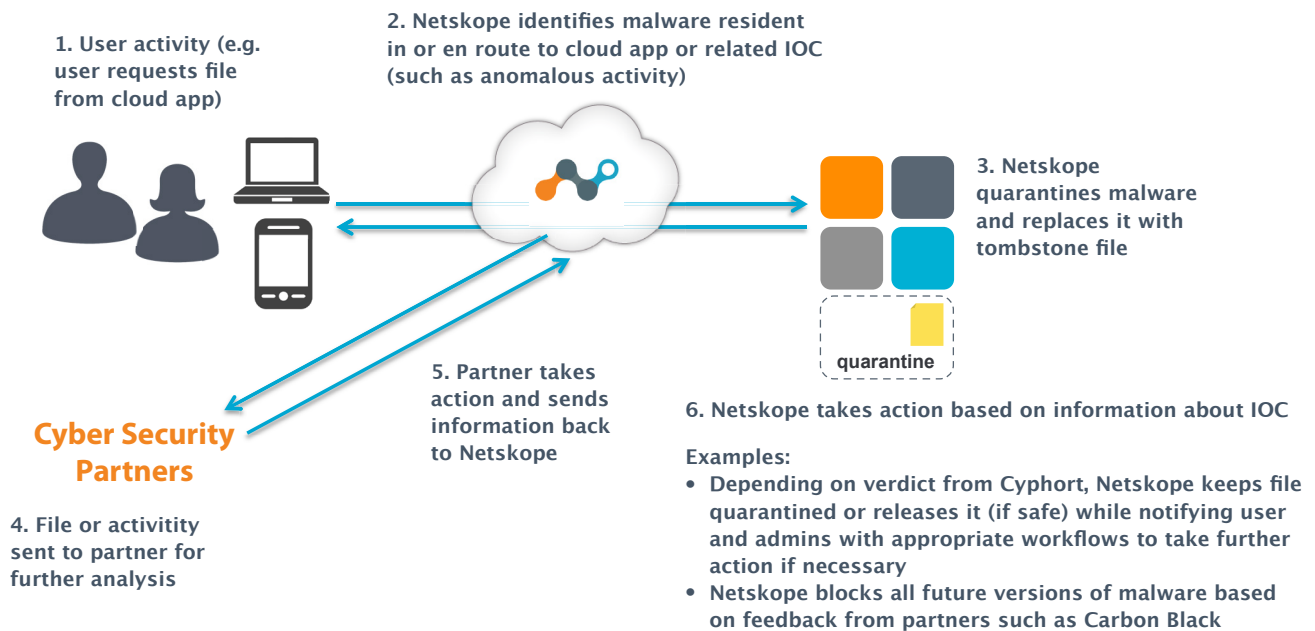 1. User activity (e.g.
user requests file
from cloud app)
2. Netskope identifies malware resident
in or en route to cloud app or related IOC
(such as anomalous activity)
3. Netskope
quarantines malware
and replaces it with
tombstone file
quarantine
Cyber Security
Partners
4. File or activitity
sent to partner for
further analysis
5. Partner takes
action and sends
information back
to Netskope
6. Netskope takes action based on information about IOC
Examples:
• Depending on verdict from Cyphort, Netskope keeps file
quarantined or releases it (if safe) while notifying user
and admins with appropriate workflows to take further
action if necessary
• Netskope blocks all future versions of malware based
on feedback from partners such as Carbon Black